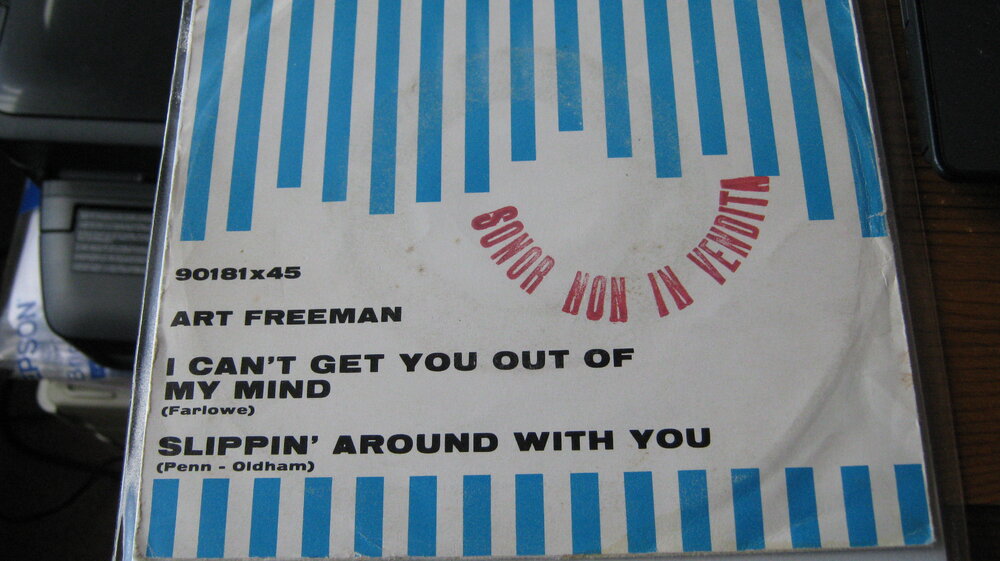 SONOR NON IN VENDITA
90181x45
ART FREEMAN
I CAN'T GET YOU OUT OF
MY MIND
(Farlowe)
SLIPPIN' AROUND WITH YOU
(Penn - Oldham)
EPSON